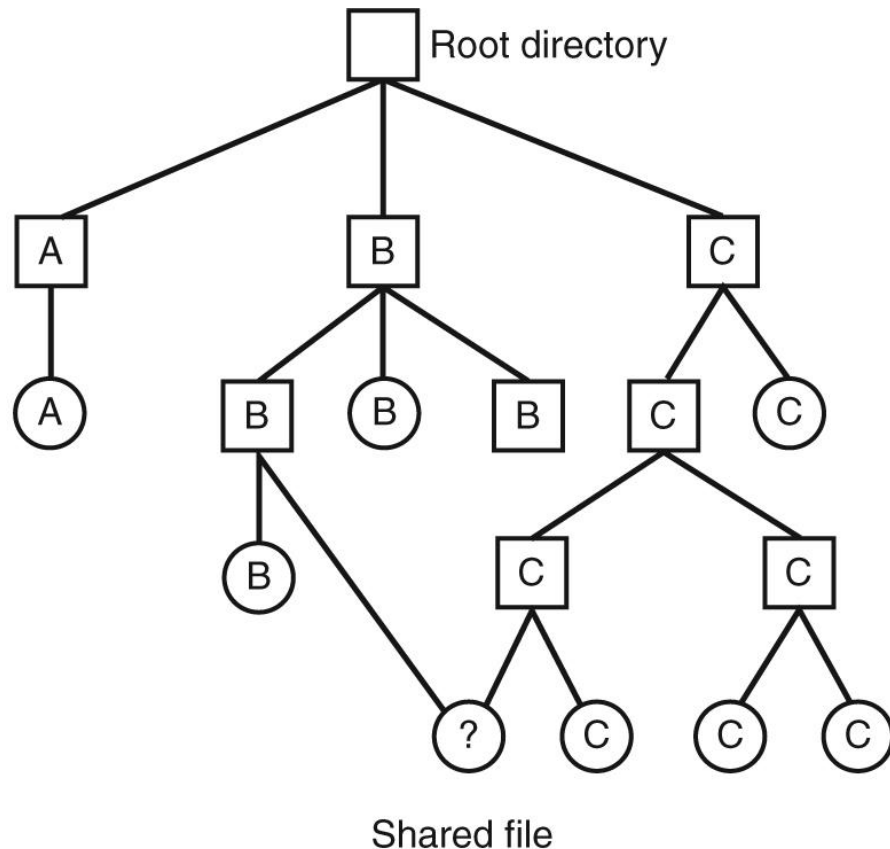 Root directory
A B C
A B B B C C
B C C
? C C C
Shared file